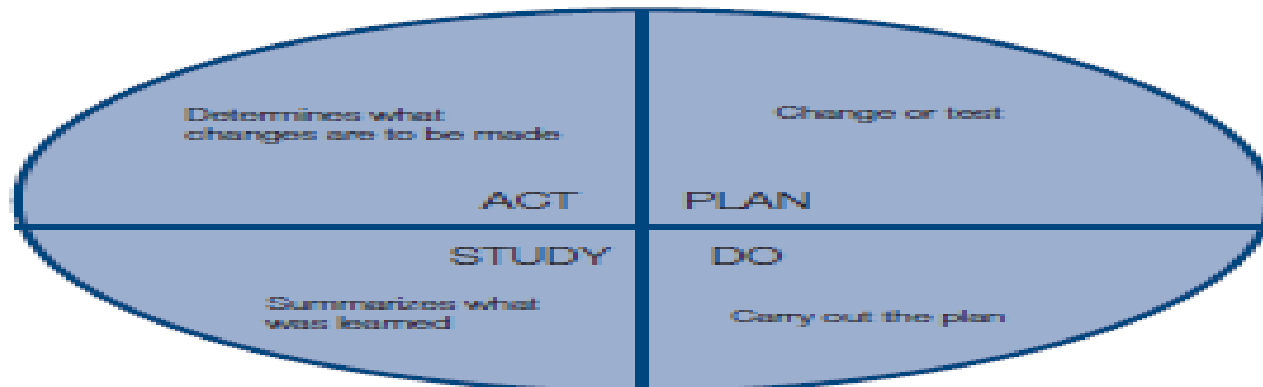 Determines what
changes are to be made
ACT
Change or test
PLAN
STUDY
Summarizes what
was learned
DO
Carry out the plan